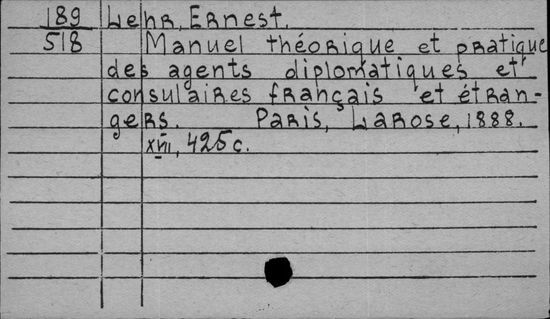 189 Lehr, Ernest.
518 Manuel théorique et pratique
des agents diplomatiques et
consulaires français et étran-
gers. Paris, Larose, 1888.
XVII, 425 c.